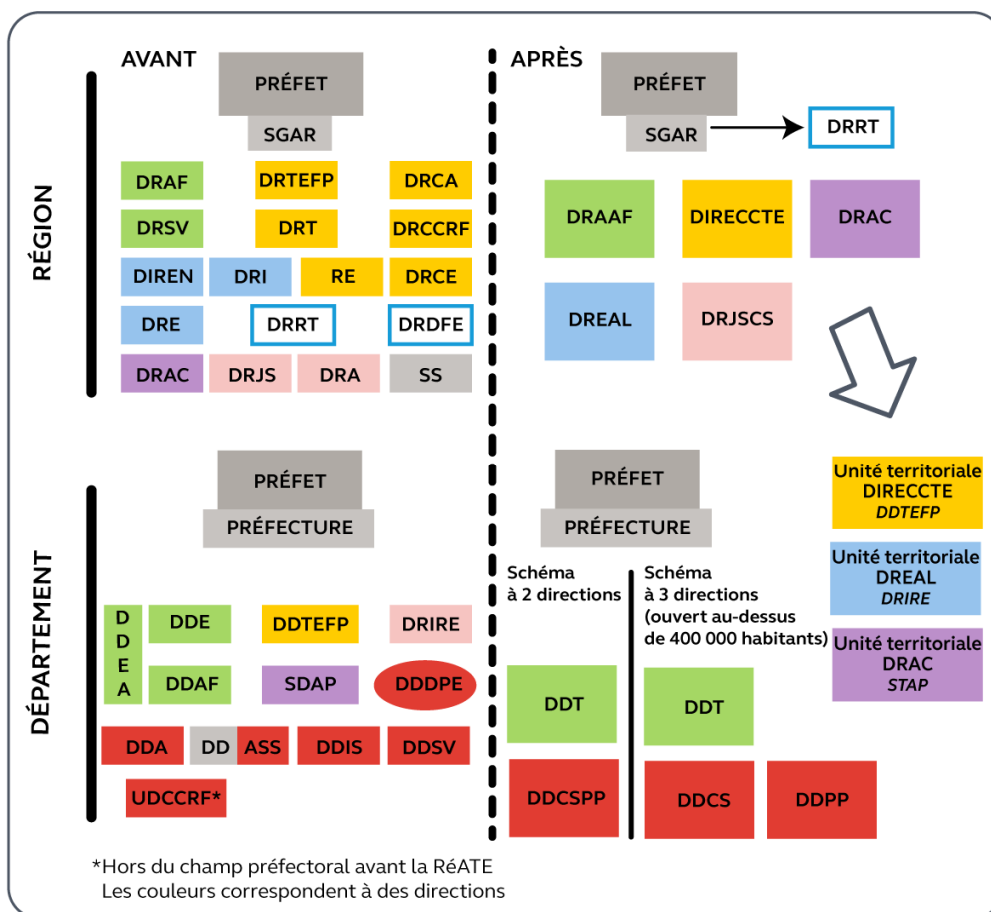 AVANT
PRÉFET
SGAR
DRAF DRTEFP DRCA
DRSV DRT DRCCRF
DIREN DRI RE DRCE
DRE DRRT DRDFE
DRAC DRJS DRA SS
RÉGION
APRÈS
PRÉFET
SGAR DRRT
DRAAF DIRECCTE DRAC
DREAL DRJSCS
DÉPARTEMENT
PRÉFET
PRÉFECTURE
D
D
E
A
DDE DDTEFP DRIRE
DDAF SDAP DDDPE
DDA DD ASS DDIS DDSV
UDCCRF*
PRÉFET
PRÉFECTURE
Schéma
à 2 directions
DDT
DDCSPP
Schéma
à 3 directions
(ouvert au-dessus
de 400 000 habitants)
DDT
DDCS DDPP
Unité territoriale
DIRECCTE
DDTEFP
Unité territoriale
DREAL
DRIRE
Unité territoriale
DRAC
STAP
*Hors du champ préfectoral avant la RéATE
Les couleurs correspondent à des directions